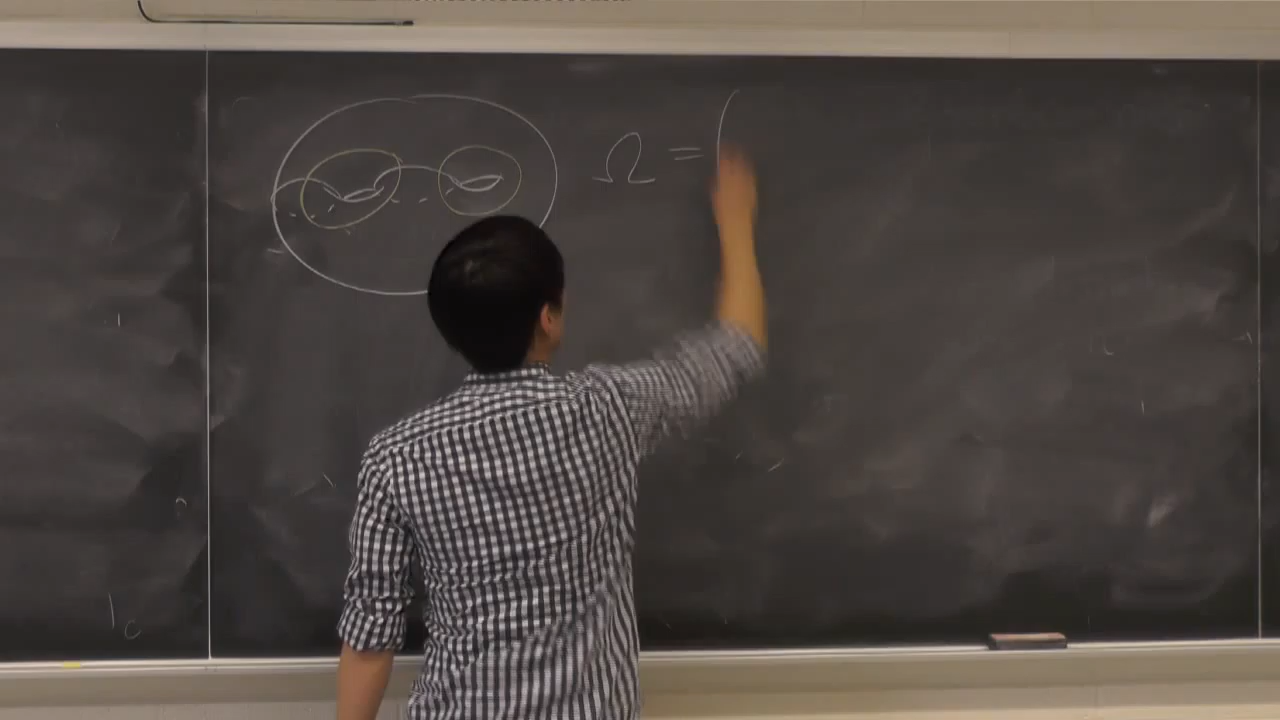 Ω = (